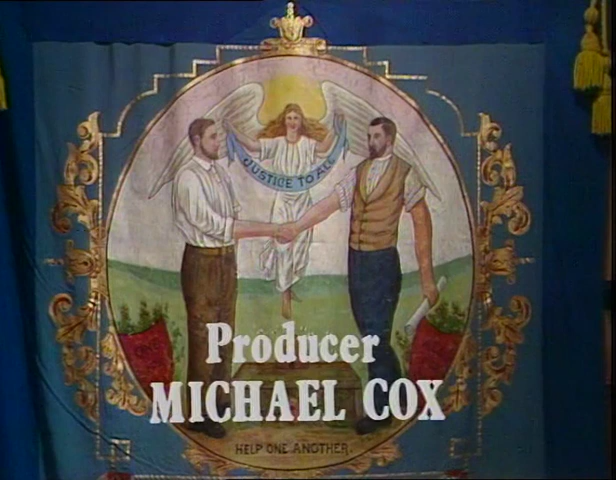 JUSTICE TO ALL
Producer
MICHAEL COX
HELP ONE ANOTHER.